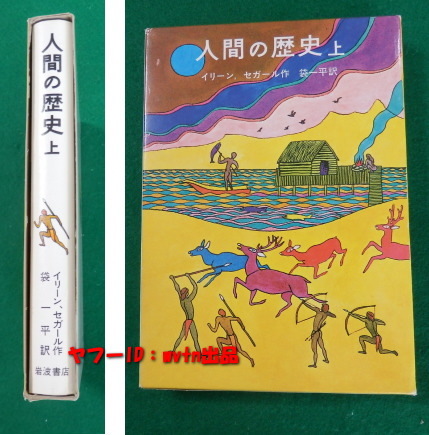 人間の歴史 上
イリーン、セガール作
袋一平訳
岩波書店
人間の歴史 上
イリーン, セガール作 袋一平訳
ヤフーID：mvtn出品